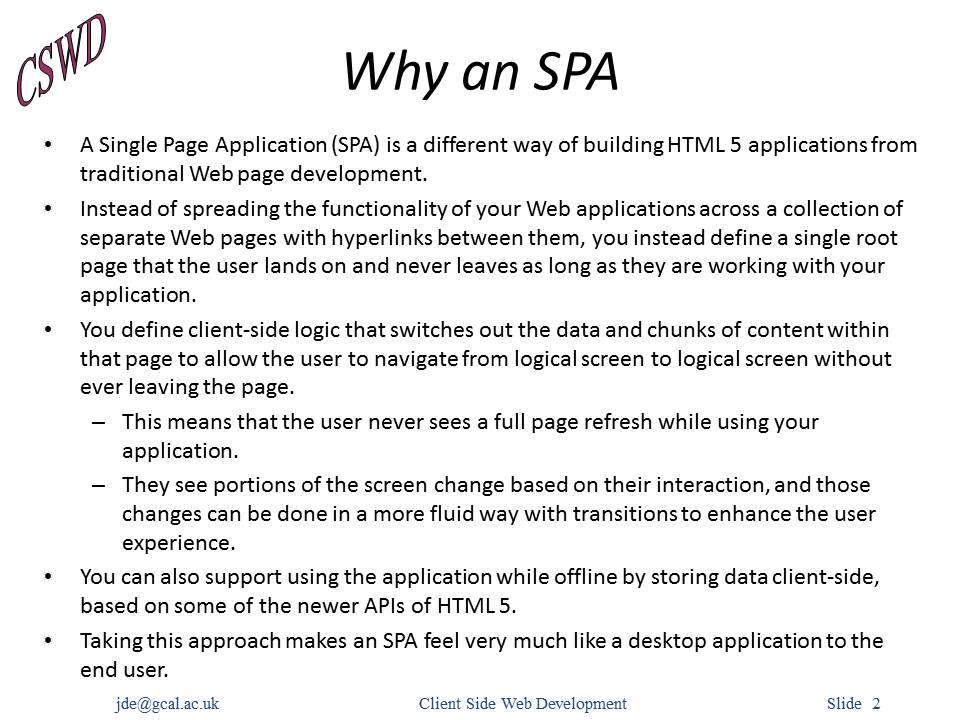 CSWD
Why an SPA
• A Single Page Application (SPA) is a different way of building HTML 5 applications from
traditional Web page development.
• Instead of spreading the functionality of your Web applications across a collection of
separate Web pages with hyperlinks between them, you instead define a single root
page that the user lands on and never leaves as long as they are working with your
application.
• You define client-side logic that switches out the data and chunks of content within
that page to allow the user to navigate from logical screen to logical screen without
ever leaving the page.
– This means that the user never sees a full page refresh while using your
application.
– They see portions of the screen change based on their interaction, and those
changes can be done in a more fluid way with transitions to enhance the user
experience.
• You can also support using the application while offline by storing data client-side,
based on some of the newer APIs of HTML 5.
• Taking this approach makes an SPA feel very much like a desktop application to the
end user.
jde@gcal.ac.uk Client Side Web Development Slide 2